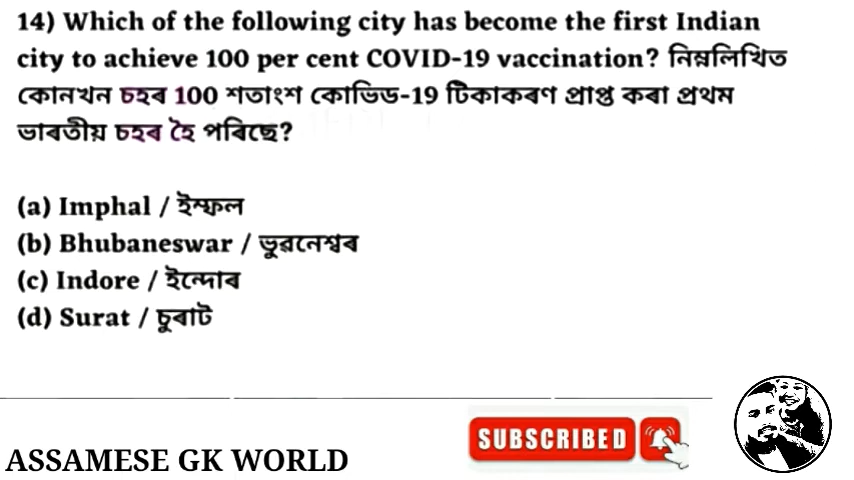 14) Which of the following city has become the first Indian
city to achieve 100 per cent COVID-19 vaccination? নিম্নলিখিত
কোনখন চহৰ 100 শতাংশ কোভিড-19 টিকাকৰণ প্ৰাপ্ত কৰা প্ৰথম
ভাৰতীয় চহৰ হৈ পৰিছে?
(a) Imphal / ইম্ফল
(b) Bhubaneswar / ভুৱনেশ্বৰ
(c) Indore / ইন্দোৰ
(d) Surat / চুৰাট
SUBSCRIBED
ASSAMESE GK WORLD